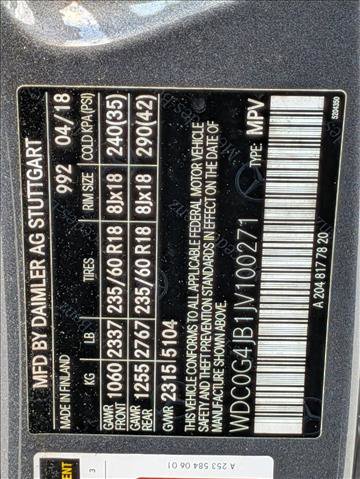 MFD BY DAIMLER AG STUTTGART
MADE IN FINLAND 992 04/18
KG LB TIRES RIM SIZE COLD KPA(PSI)
GAWR FRONT 1060 2337 235/60 R18 8Jx18 240(35)
GAWR REAR 1255 2767 235/60 R18 8Jx18 290(42)
GVWR 2315 5104
THIS VEHICLE CONFORMS TO ALL APPLICABLE FEDERAL MOTOR VEHICLE
SAFETY AND THEFT PREVENTION STANDARDS IN EFFECT ON THE DATE OF
MANUFACTURE SHOWN ABOVE.
WDC0G4JB1JV100271 TYPE: MPV
A 204 817 78 20
A 253 584 06 01
3